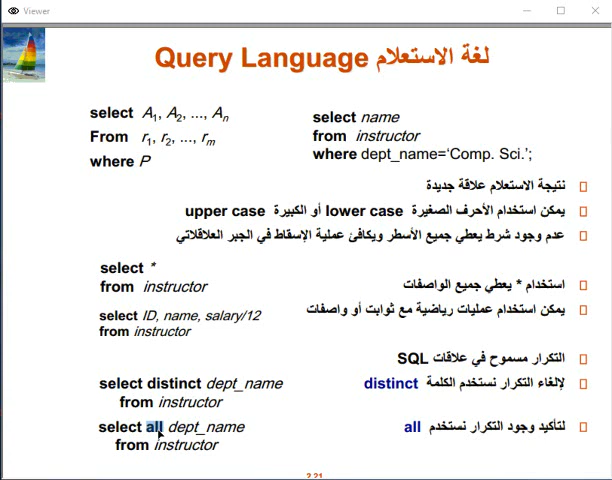 Viewer
لغة الاستعلام Query Language
select A1, A2, ..., An
From r1, r2, ..., rm
where P
select name
from instructor
where dept_name=‘Comp. Sci.’;
نتيجة الاستعلام علاقة جديدة
يمكن استخدام الأحرف الصغيرة lower case أو الكبيرة upper case
عدم وجود شرط يعطي جميع الأسطر ويكافئ عملية الإسقاط في الجبر العلاقلاتي
select *
from instructor
استخدام * يعطي جميع الواصفات
select ID, name, salary/12
from instructor
يمكن استخدام عمليات رياضية مع ثوابت أو واصفات
التكرار مسموح في علاقات SQL
select distinct dept_name
from instructor
لإلغاء التكرار نستخدم الكلمة distinct
select all dept_name
from instructor
لتأكيد وجود التكرار نستخدم all
2.21